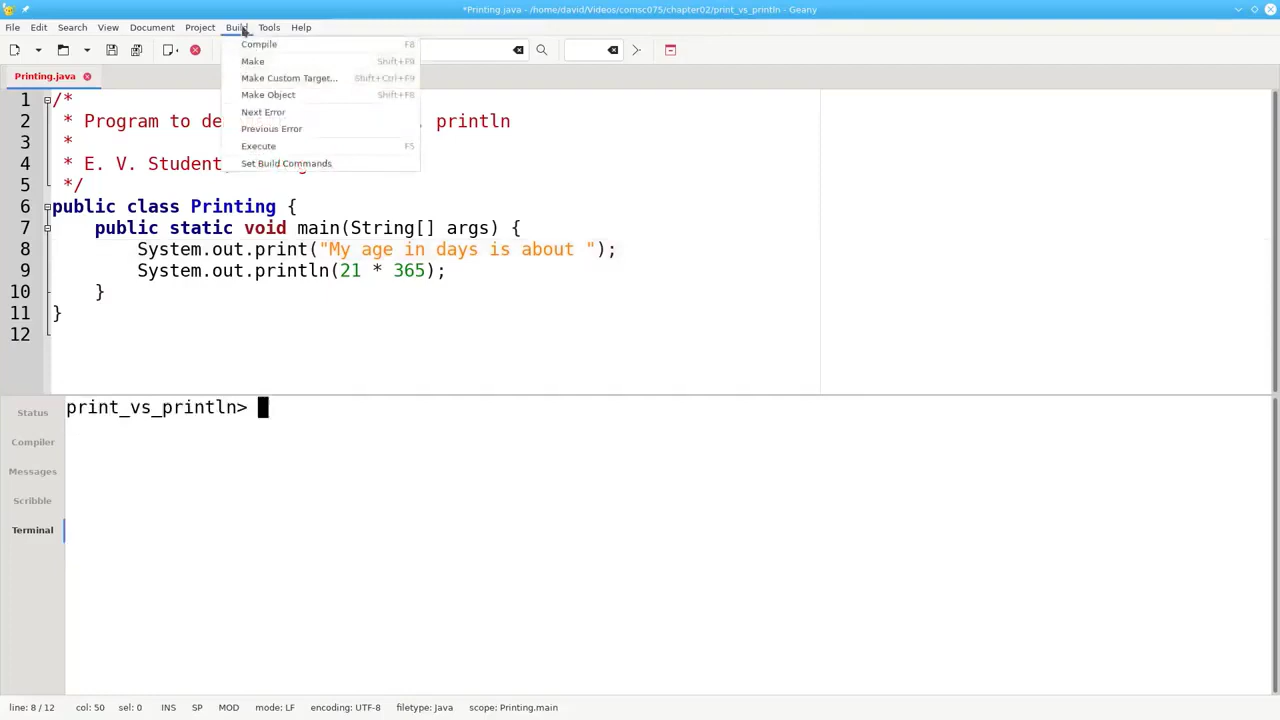 *Printing.java - /home/david/Videos/comsc075/chapter02/print_vs_println - Geany
File Edit Search View Document Project Build Tools Help
Compile F8
Make Shift+F9
Make Custom Target... Shift+Ctrl+F9
Make Object Shift+F8
Next Error
Previous Error
Execute F5
Set Build Commands
Printing.java
1 /*
2 * Program to de println
3 *
4 * E. V. Student
5 */
6 public class Printing {
7 public static void main(String[] args) {
8 System.out.print("My age in days is about ");
9 System.out.println(21 * 365);
10 }
11 }
12
Status
Compiler
Messages
Scribble
Terminal
print_vs_println>
line: 8 / 12 col: 50 sel: 0 INS SP MOD mode: LF encoding: UTF-8 filetype: Java scope: Printing.main